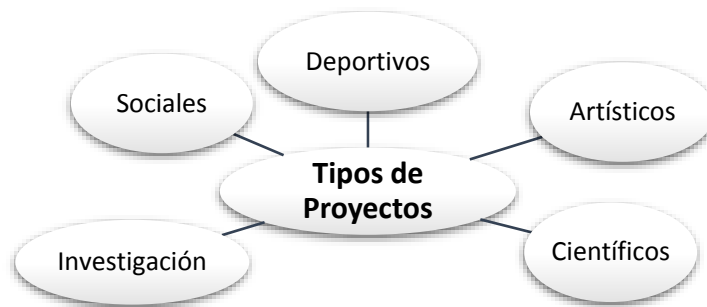 Deportivos
Sociales
Artísticos
Tipos de
Proyectos
Investigación
Científicos